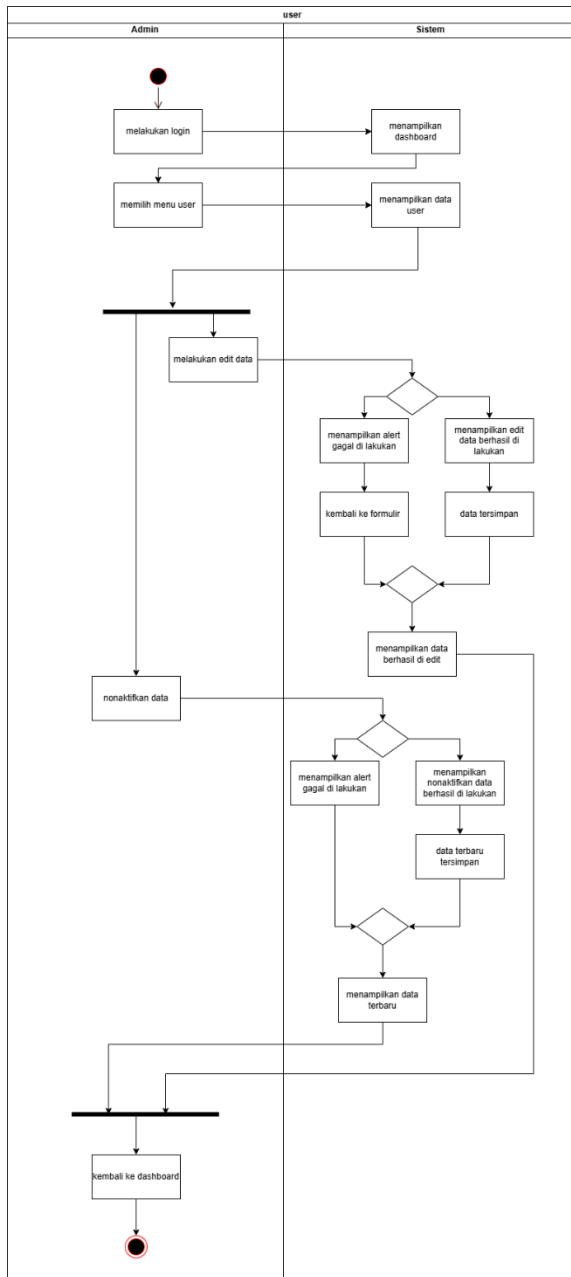 user
Admin
Sistem
melakukan login
menampilkan
dashboard
memilih menu user
menampilkan data
user
melakukan edit data
menampilkan alert
gagal di lakukan
menampilkan edit
data berhasil di
lakukan
kembali ke formulir
data tersimpan
menampilkan data
berhasil di edit
nonaktifkan data
menampilkan alert
gagal di lakukan
menampilkan
nonaktifkan data
berhasil di lakukan
data terbaru
tersimpan
menampilkan data
terbaru
kembali ke dashboard